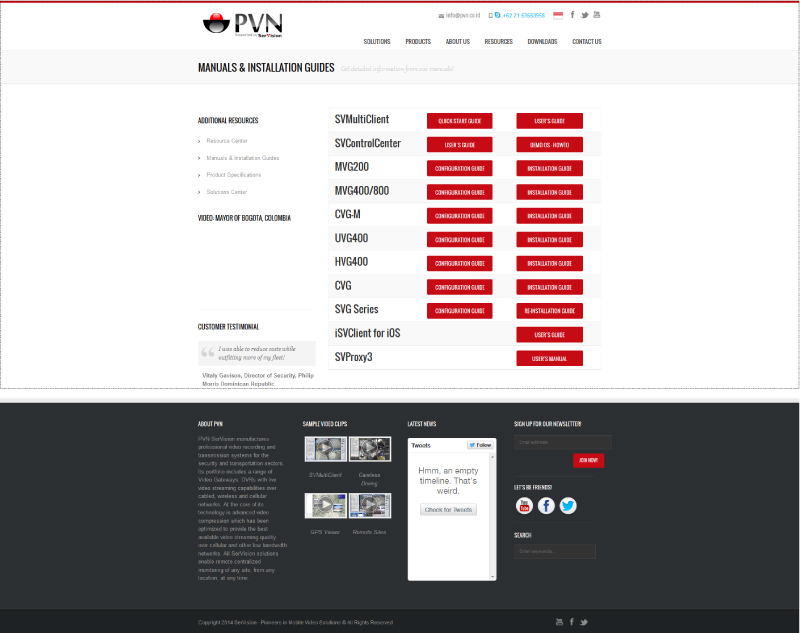 PVN
Supported by SerVision
info@pvn.co.id
+62 21 63863958
SOLUTIONS PRODUCTS ABOUT US RESOURCES DOWNLOADS CONTACT US
MANUALS & INSTALLATION GUIDES Get detailed information from our manuals!
ADDITIONAL RESOURCES
Resource Center
Manuals & Installation Guides
Product Specifications
Solutions Center
VIDEO: MAYOR OF BOGOTA, COLOMBIA
CUSTOMER TESTIMONIAL
I was able to reduce costs while
outfitting more of my fleet!
Vitaly Gevison, Director of Security, Philip
Morris Dominican Republic
SVMultiClient QUICK START GUIDE USER'S GUIDE
SVControlCenter USER'S GUIDE DEMO DS - HOWTO
MVG200 CONFIGURATION GUIDE INSTALLATION GUIDE
MVG400/800 CONFIGURATION GUIDE INSTALLATION GUIDE
CVG-M CONFIGURATION GUIDE INSTALLATION GUIDE
UVG400 CONFIGURATION GUIDE INSTALLATION GUIDE
HVG400 CONFIGURATION GUIDE INSTALLATION GUIDE
CVG CONFIGURATION GUIDE INSTALLATION GUIDE
SVG Series CONFIGURATION GUIDE RE-INSTALLATION GUIDE
iSVClient for iOS USER'S GUIDE
SVProxy3 USER'S MANUAL
ABOUT PVN
PVN SerVision manufactures
professional video recording and
transmission systems for the
security and transportation sectors.
Its portfolio includes a range of
Video Gateways: DVRs with live
video streaming capabilities over
cabled, wireless and cellular
networks. At the core of its
technology is advanced video
compression which has been
optimized to provide the best
available video streaming quality
over cellular and other low bandwidth
networks. All SerVision solutions
enable remote centralized
monitoring of any site, from any
location, at any time.
SAMPLE VIDEO CLIPS
SVMultiClient
Careless
Driving
GPS Viewer
Remote Sites
LATEST NEWS
Tweets
Follow
Hmm, an empty
timeline. That's
weird.
Check for Tweets
SIGN UP FOR OUR NEWSLETTER!
Email address
JOIN NOW!
LET'S BE FRIENDS!
You
Tube
SEARCH
Enter keywords...
Copyright 2014 SerVision - Pioneers in Mobile Video Solutions © All Rights Reserved